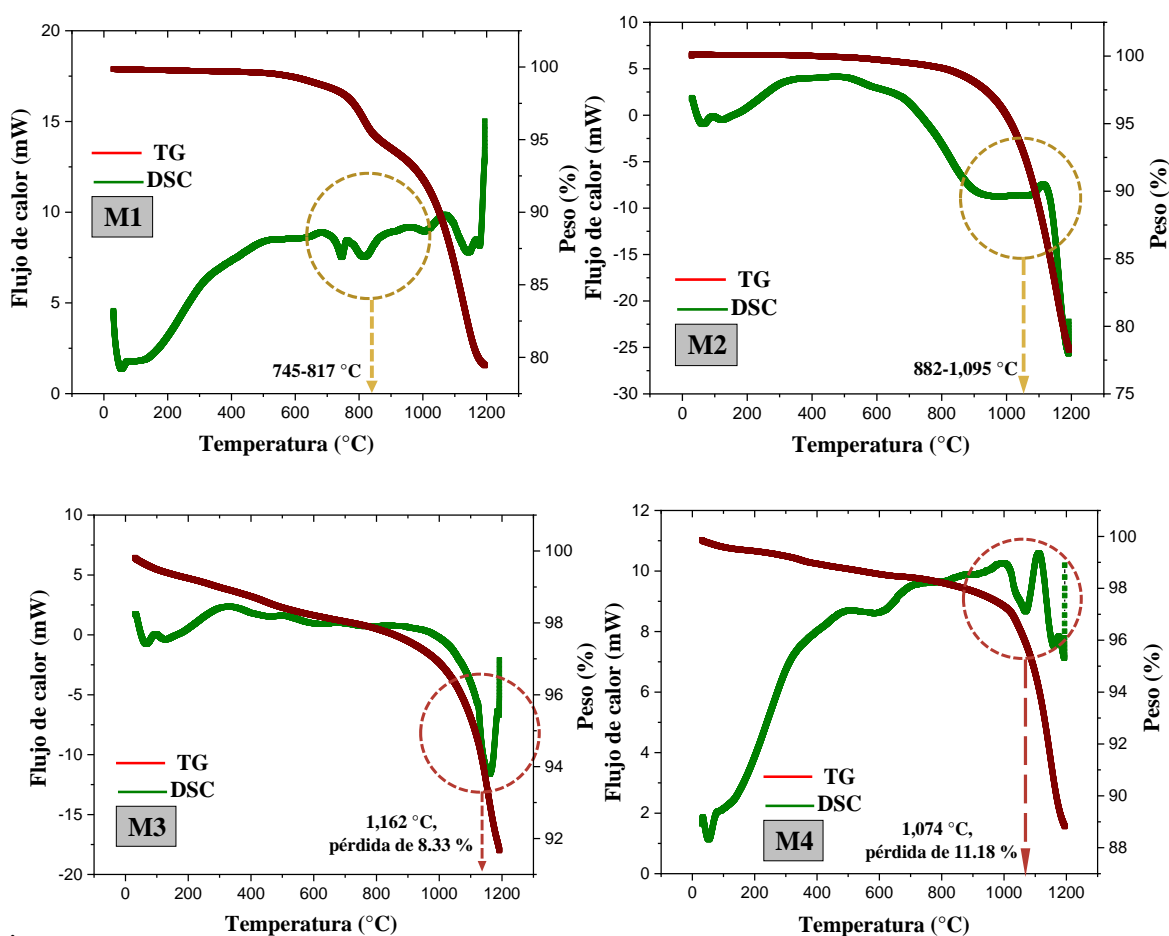 20
15
10
5
0
100
95
90
85
80
Flujo de calor (mW)
Peso (%)
TG
DSC
M1
745-817 °C
0 200 400 600 800 1000 1200
Temperatura (°C)
10
5
0
-5
-10
-15
-20
-25
-30
100
95
90
85
80
75
Flujo de calor (mW)
Peso (%)
TG
DSC
M2
882-1,095 °C
0 200 400 600 800 1000 1200
Temperatura (°C)
10
5
0
-5
-10
-15
-20
100
98
96
94
92
Flujo de calor (mW)
Peso (%)
TG
DSC
M3
1,162 °C,
pérdida de 8.33 %
0 200 400 600 800 1000 1200
Temperatura (°C)
12
10
8
6
4
2
0
100
98
96
94
92
90
88
Flujo de calor (mW)
Peso (%)
TG
DSC
M4
1,074 °C,
pérdida de 11.18 %
0 200 400 600 800 1000 1200
Temperatura (°C)